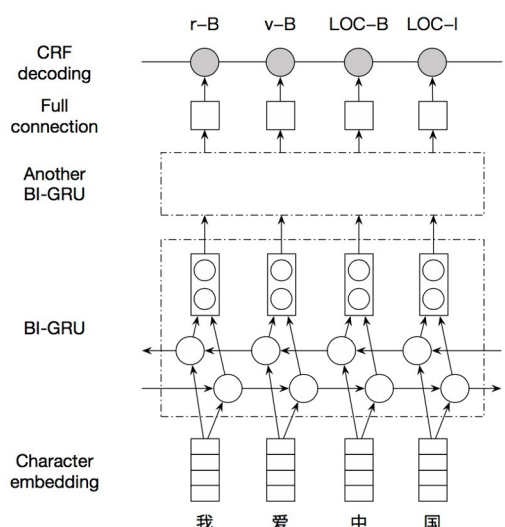 r-B v-B LOC-B LOC-I
CRF
decoding
Full
connection
Another
BI-GRU
BI-GRU
Character
embedding
我 爱 中 国